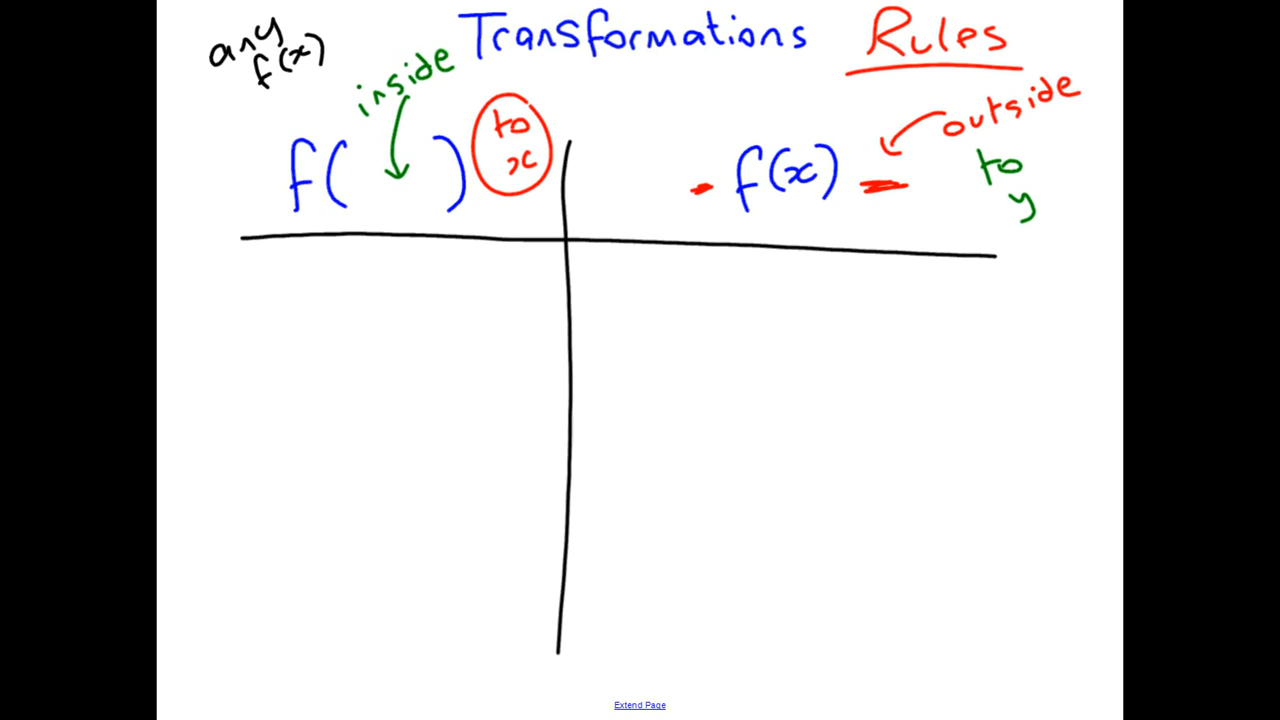 any
f(x)
Transformations Rules
inside
outside
f( ) to x
- f(x) -
to
y
Extend Page